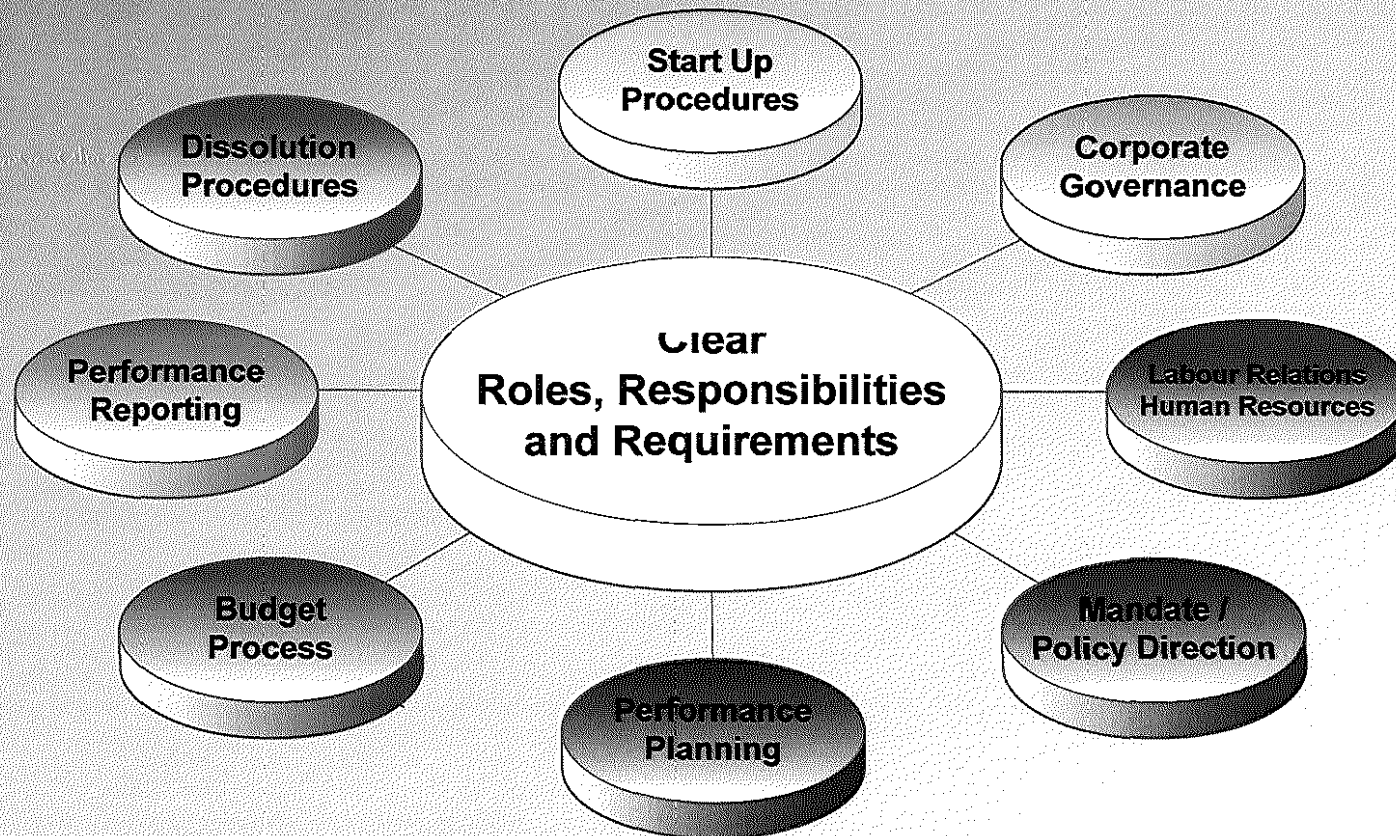 Start Up
Procedures
Corporate
Governance
Labour Relations
Human Resources
Mandate /
Policy Direction
Performance
Planning
Budget
Process
Performance
Reporting
Dissolution
Procedures
Clear
Roles, Responsibilities
and Requirements